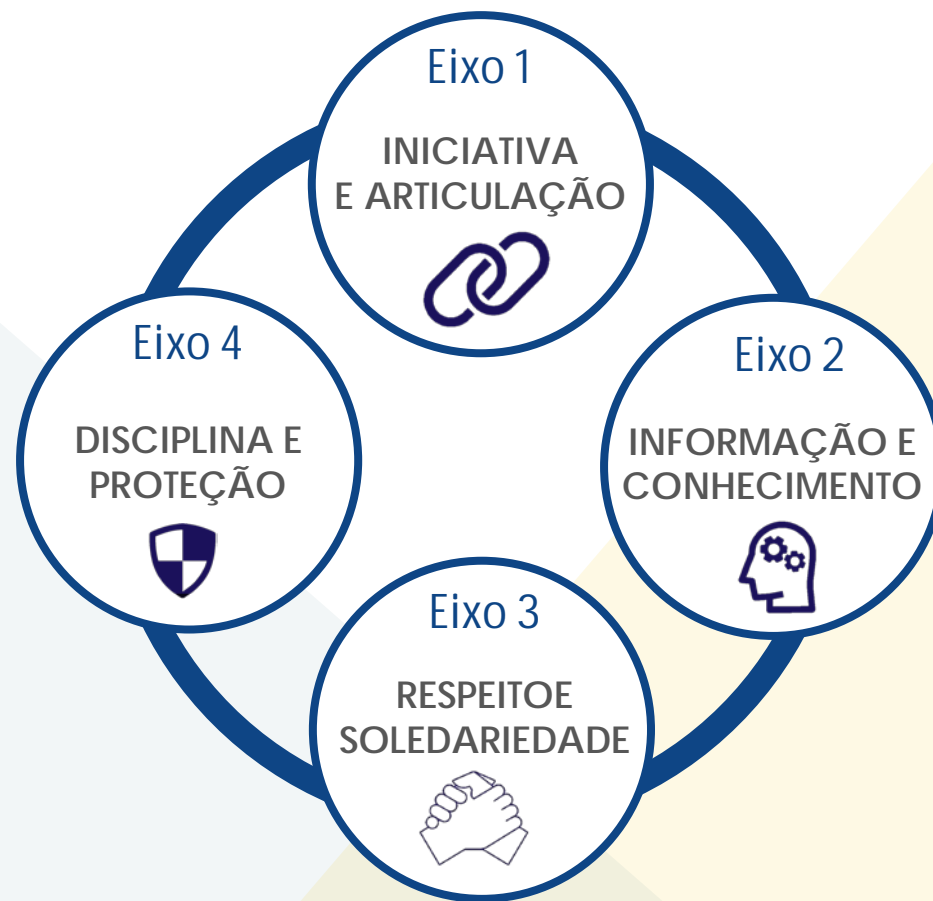 Eixo 1
INICIATIVA
E ARTICULAÇÃO
Eixo 2
INFORMAÇÃO E
CONHECIMENTO
Eixo 3
RESPEITOE
SOLEDARIEDADE
Eixo 4
DISCIPLINA E
PROTEÇÃO